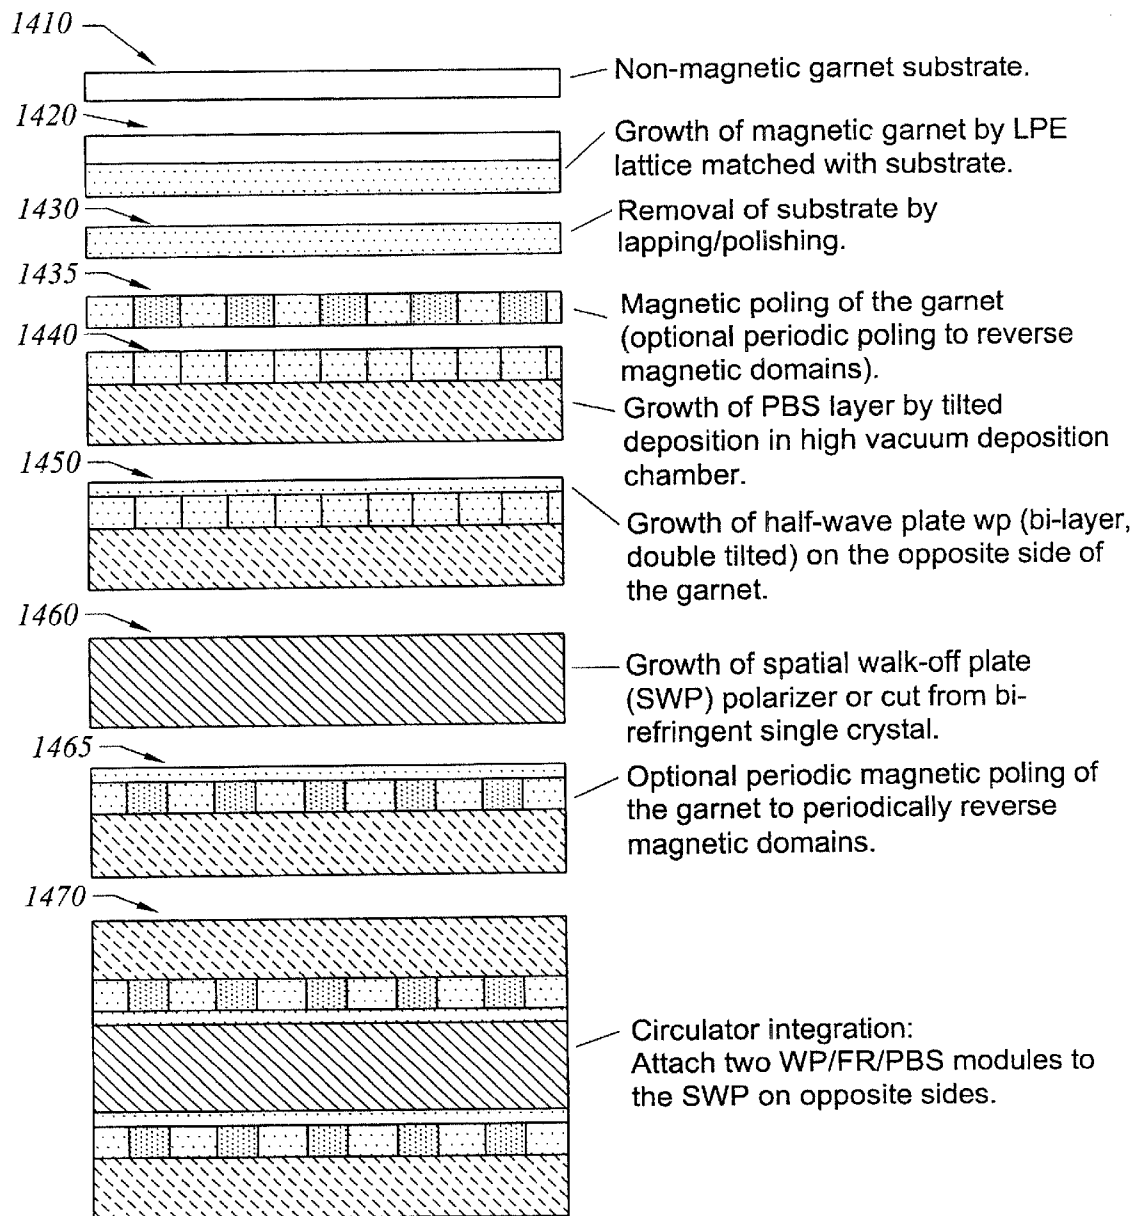 1410
Non-magnetic garnet substrate.
1420
Growth of magnetic garnet by LPE
lattice matched with substrate.
1430
Removal of substrate by
lapping/polishing.
1435
Magnetic poling of the garnet
(optional periodic poling to reverse
magnetic domains).
1440
Growth of PBS layer by tilted
deposition in high vacuum deposition
chamber.
1450
Growth of half-wave plate wp (bi-layer,
double tilted) on the opposite side of
the garnet.
1460
Growth of spatial walk-off plate
(SWP) polarizer or cut from bi-
refringent single crystal.
1465
Optional periodic magnetic poling of
the garnet to periodically reverse
magnetic domains.
1470
Circulator integration:
Attach two WP/FR/PBS modules to
the SWP on opposite sides.